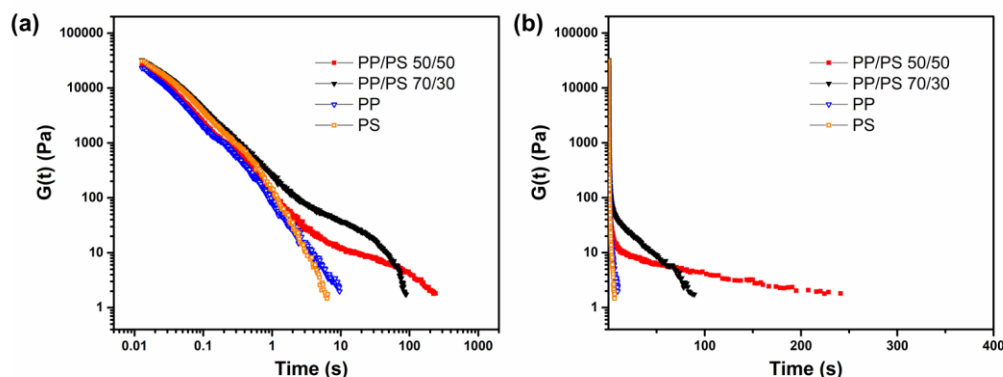 (a)
G(t) (Pa)
100000
10000
1000
100
10
1
PP/PS 50/50
PP/PS 70/30
PP
PS
0.01 0.1 1 10 100 1000
Time (s)
(b)
G(t) (Pa)
100000
10000
1000
100
10
1
PP/PS 50/50
PP/PS 70/30
PP
PS
100 200 300 400
Time (s)